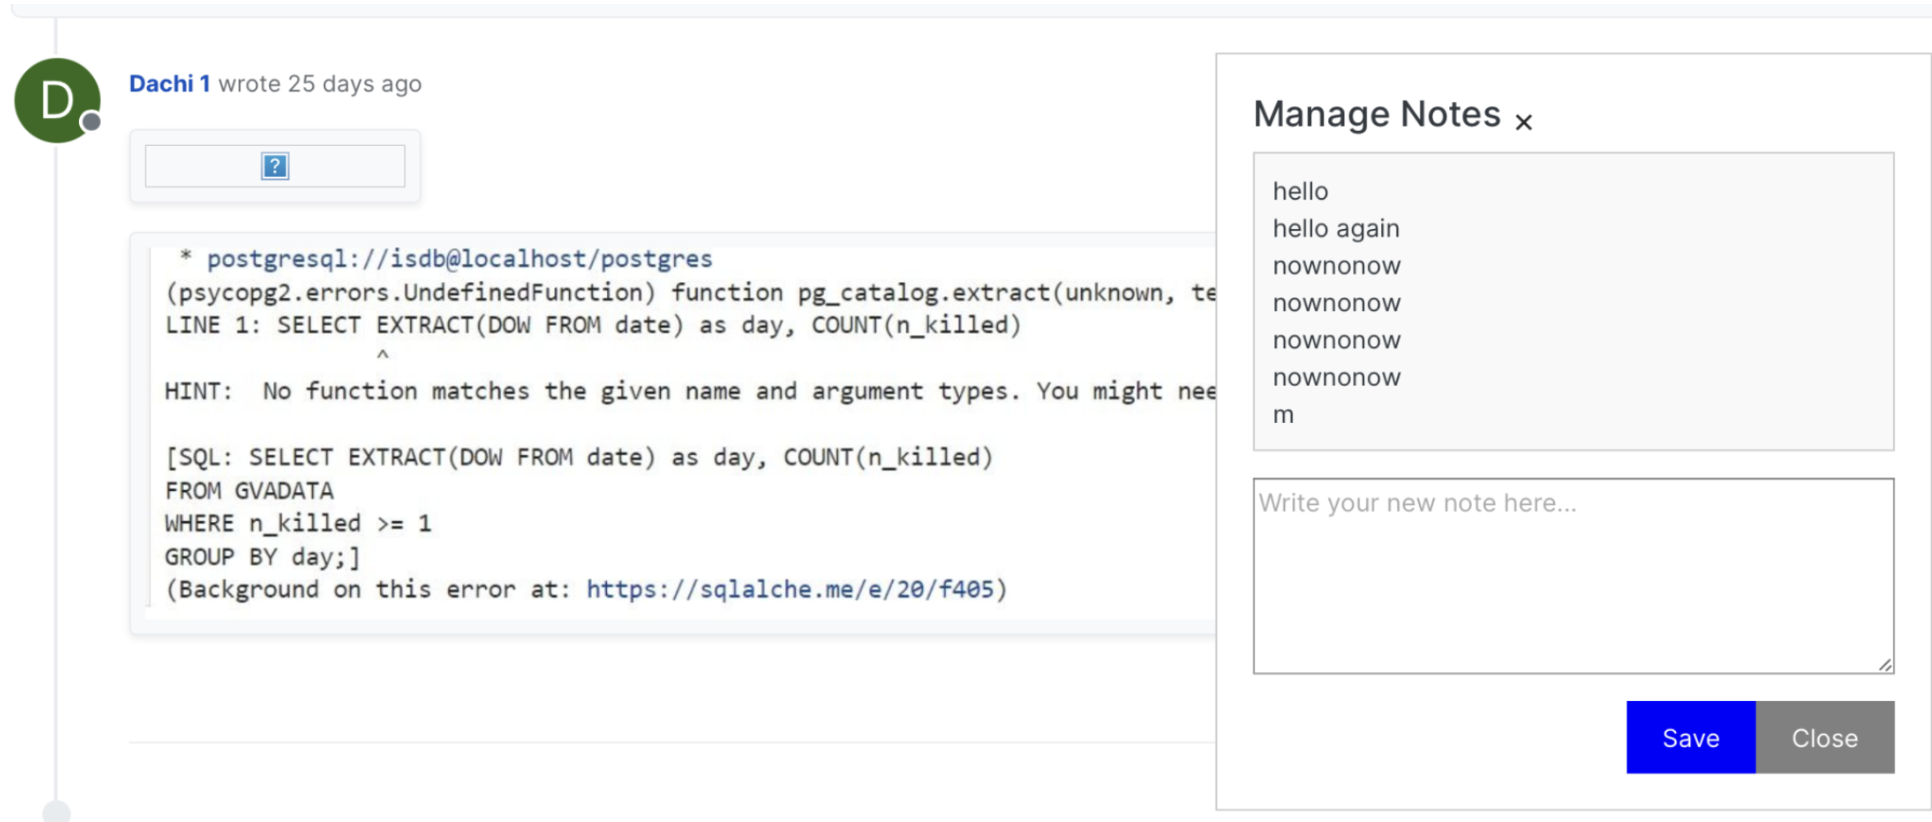 D
Dachi 1 wrote 25 days ago
?
* postgresql://isdb@localhost/postgres
(psycopg2.errors.UndefinedFunction) function pg_catalog.extract(unknown, te
LINE 1: SELECT EXTRACT(DOW FROM date) as day, COUNT(n_killed)
^
HINT:  No function matches the given name and argument types. You might nee
[SQL: SELECT EXTRACT(DOW FROM date) as day, COUNT(n_killed)
FROM GVADATA
WHERE n_killed >= 1
GROUP BY day;]
(Background on this error at: https://sqlalche.me/e/20/f405)
Manage Notes ×
hello
hello again
nownonow
nownonow
nownonow
nownonow
m
Write your new note here...
Save
Close